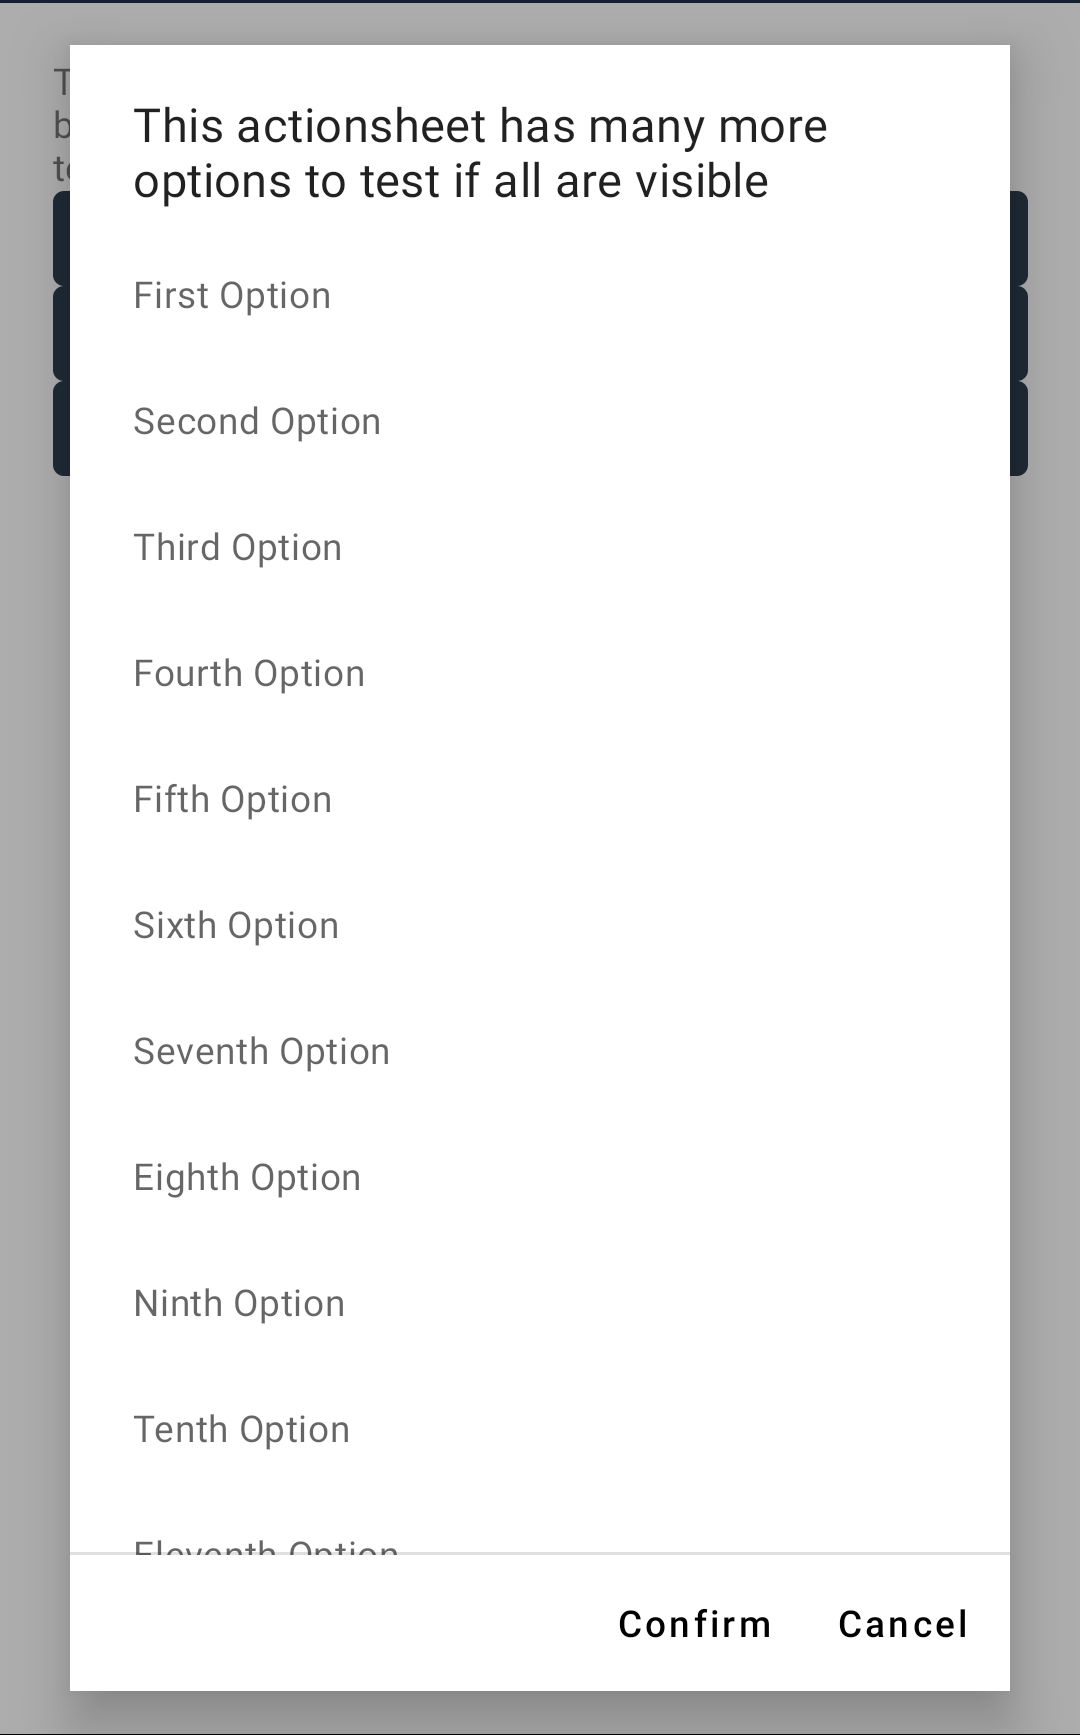 This actionsheet has many more
options to test if all are visible
First Option
Second Option
Third Option
Fourth Option
Fifth Option
Sixth Option
Seventh Option
Eighth Option
Ninth Option
Tenth Option
Eleventh Option
Confirm Cancel